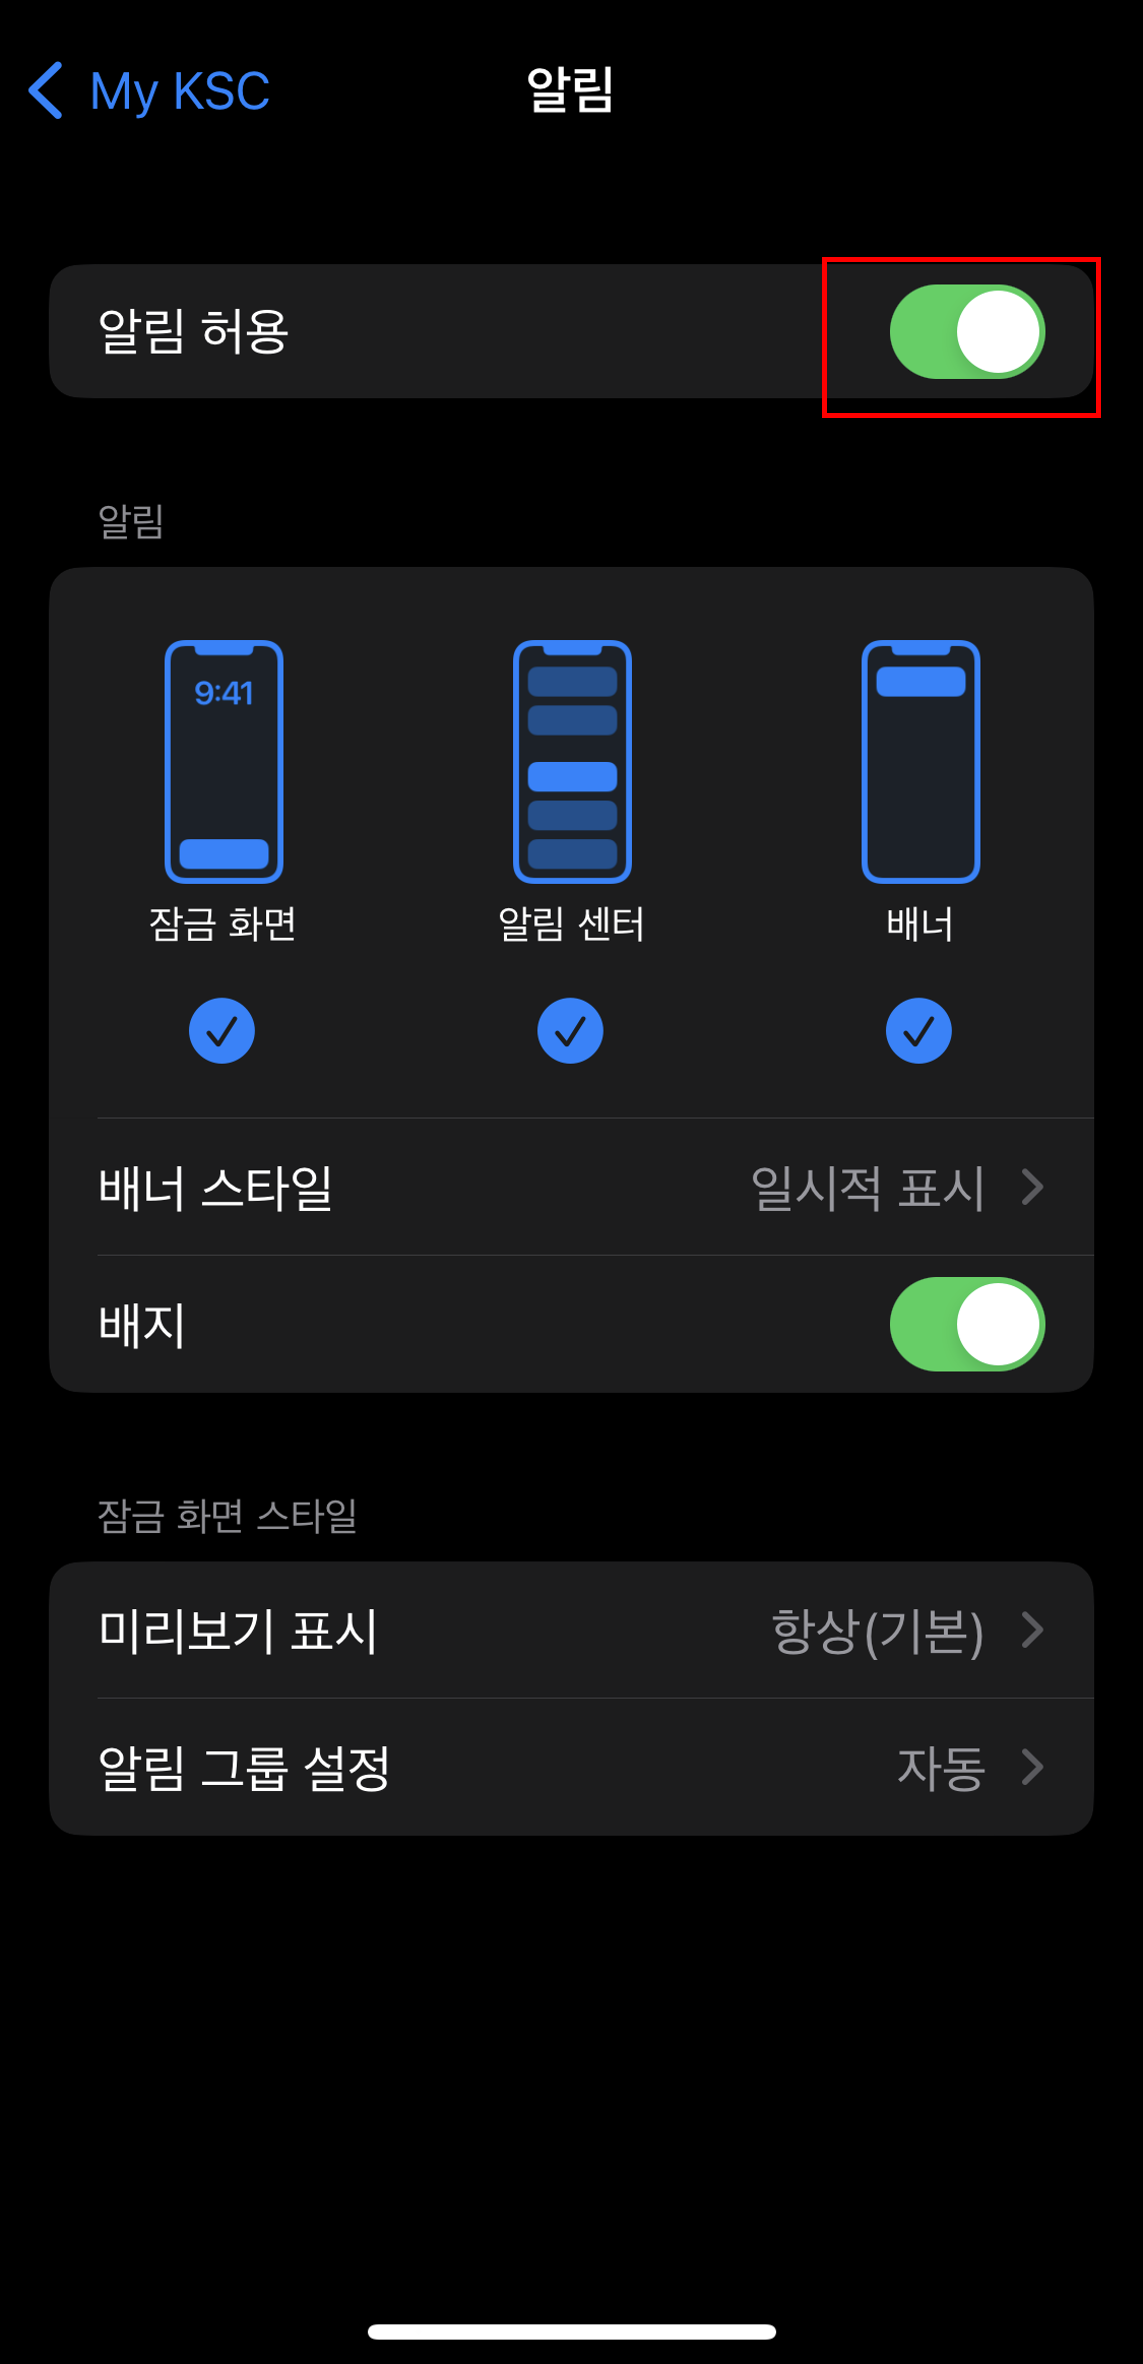 My KSC
알림
알림 허용
알림
9:41
잠금 화면
알림 센터
배너
배너 스타일
일시적 표시
배지
잠금 화면 스타일
미리보기 표시
항상(기본)
알림 그룹 설정
자동